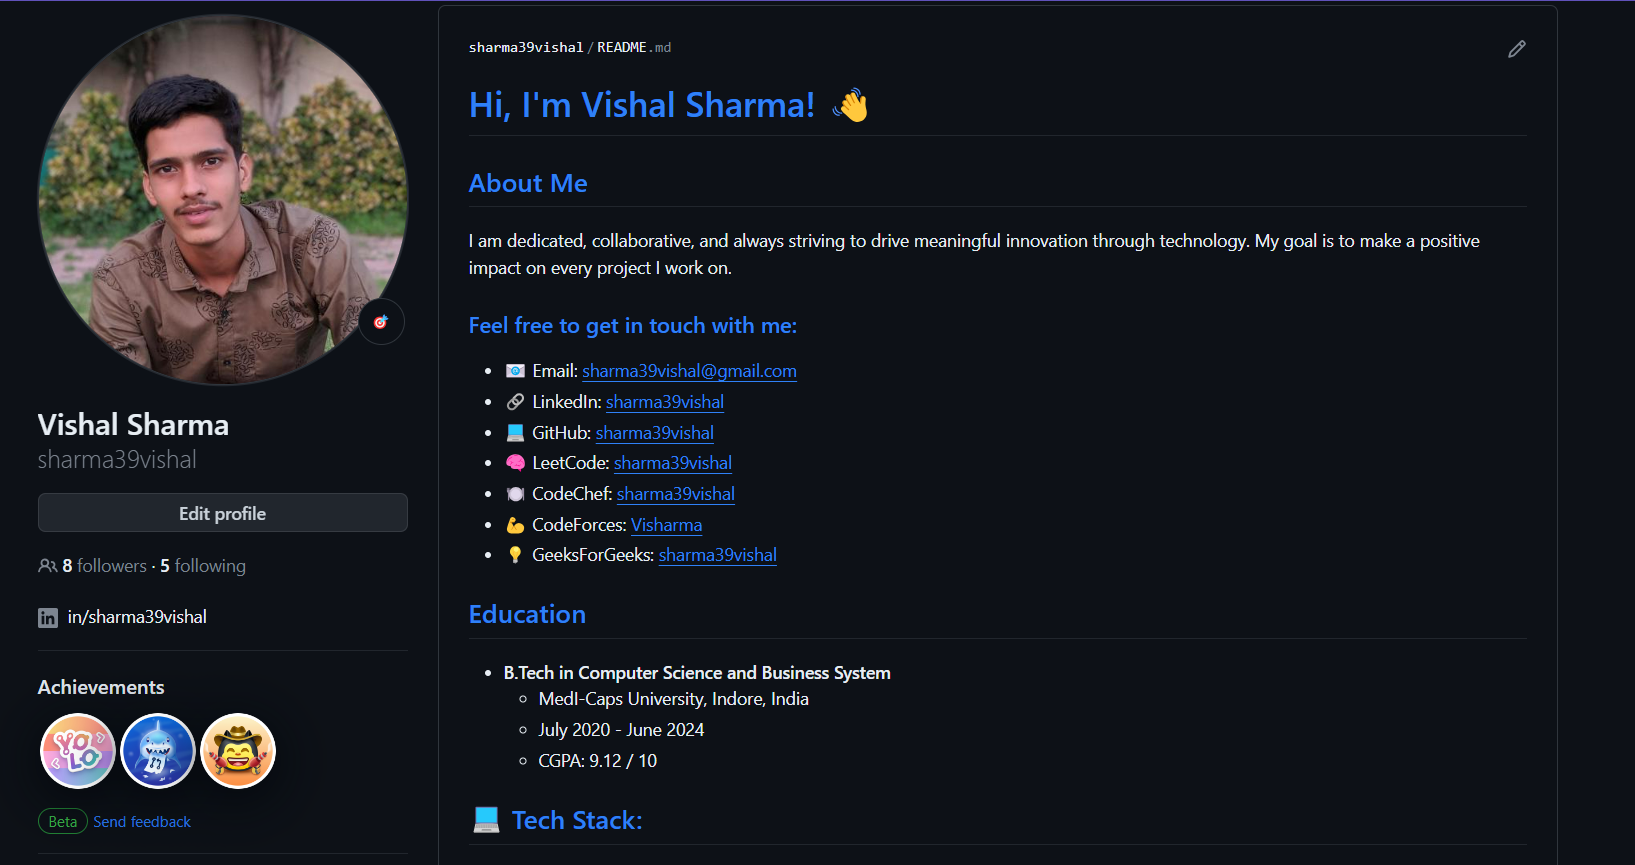 Vishal Sharma
sharma39vishal
Edit profile
8 followers · 5 following
in/sharma39vishal
Achievements
YOLO
Beta Send feedback
sharma39vishal/README.md
Hi, I'm Vishal Sharma! 👋
About Me
I am dedicated, collaborative, and always striving to drive meaningful innovation through technology. My goal is to make a positive
impact on every project I work on.
Feel free to get in touch with me:
📧 Email: sharma39vishal@gmail.com
🔗 LinkedIn: sharma39vishal
💻 GitHub: sharma39vishal
🧠 LeetCode: sharma39vishal
🍽️ CodeChef: sharma39vishal
💪 CodeForces: Visharma
💡 GeeksForGeeks: sharma39vishal
Education
B.Tech in Computer Science and Business System
MedI-Caps University, Indore, India
July 2020 - June 2024
CGPA: 9.12 / 10
💻 Tech Stack: